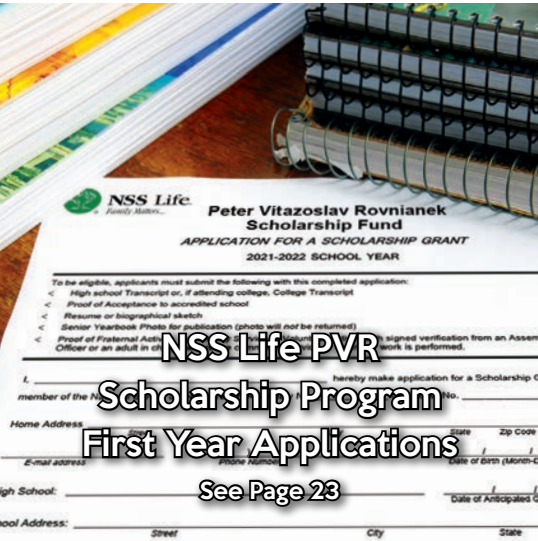 NSS Life
Family Matters...
Peter Vitazoslav Rovnianek
Scholarship Fund
APPLICATION FOR A SCHOLARSHIP GRANT
2021-2022 SCHOOL YEAR
To be eligible, applicants must submit the following with this completed application:
< High school Transcript or, if attending college, College Transcript
< Proof of Acceptance to accredited school
< Resume or biographical sketch
< Senior Yearbook Photo for publication (photo will not be returned)
< Proof of Fraternal signed verification from an
Officer or an adult in work is performed.
NSS Life PVR
I, hereby make application for a Scholarship
Scholarship Program
member of the No.
Home Address State Zip Code
First Year Applications
E-mail address Phone Number Date of Birth
See Page 23
High School: Date of Anticipated
School Address:
Street City State